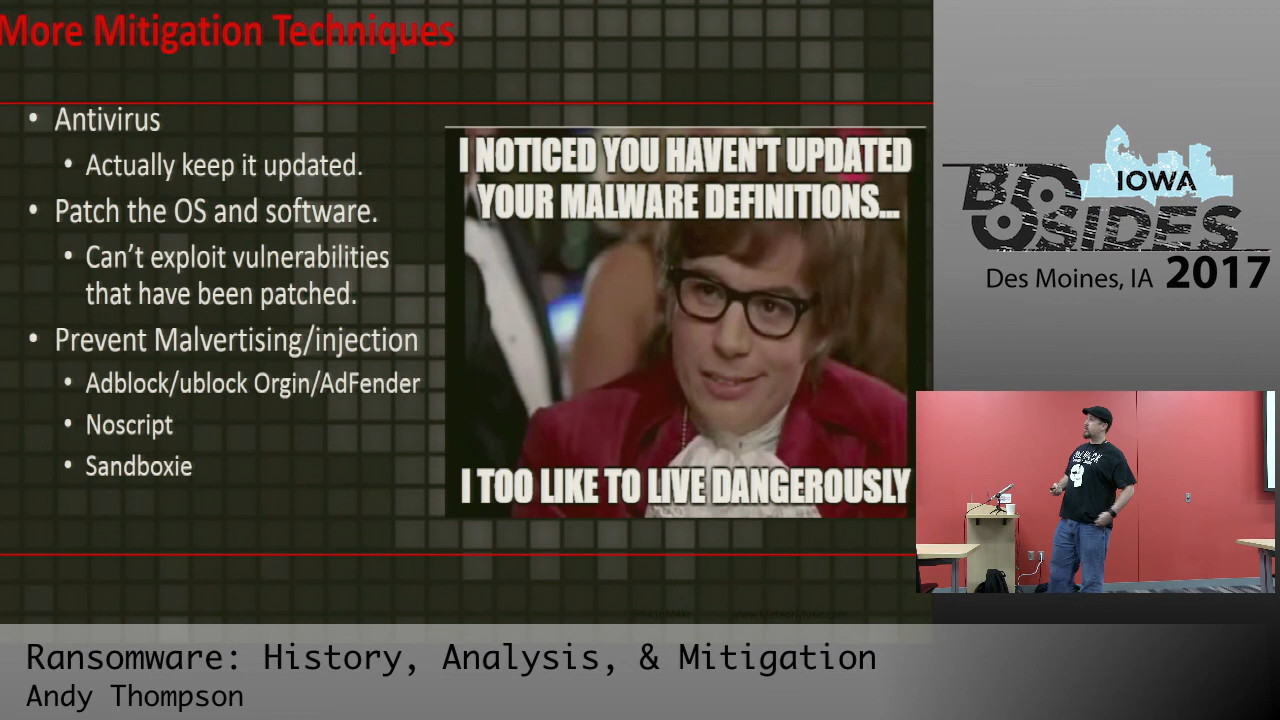 More Mitigation Techniques
• Antivirus
• Actually keep it updated.
• Patch the OS and software.
• Can't exploit vulnerabilities
that have been patched.
• Prevent Malvertising/injection
• Adblock/ublock Orgin/AdFender
• Noscript
• Sandboxie
I NOTICED YOU HAVEN'T UPDATED
YOUR MALWARE DEFINITIONS...
I TOO LIKE TO LIVE DANGEROUSLY
IOWA
BSIDES
Des Moines, IA 2017
Ransomware: History, Analysis, & Mitigation
Andy Thompson